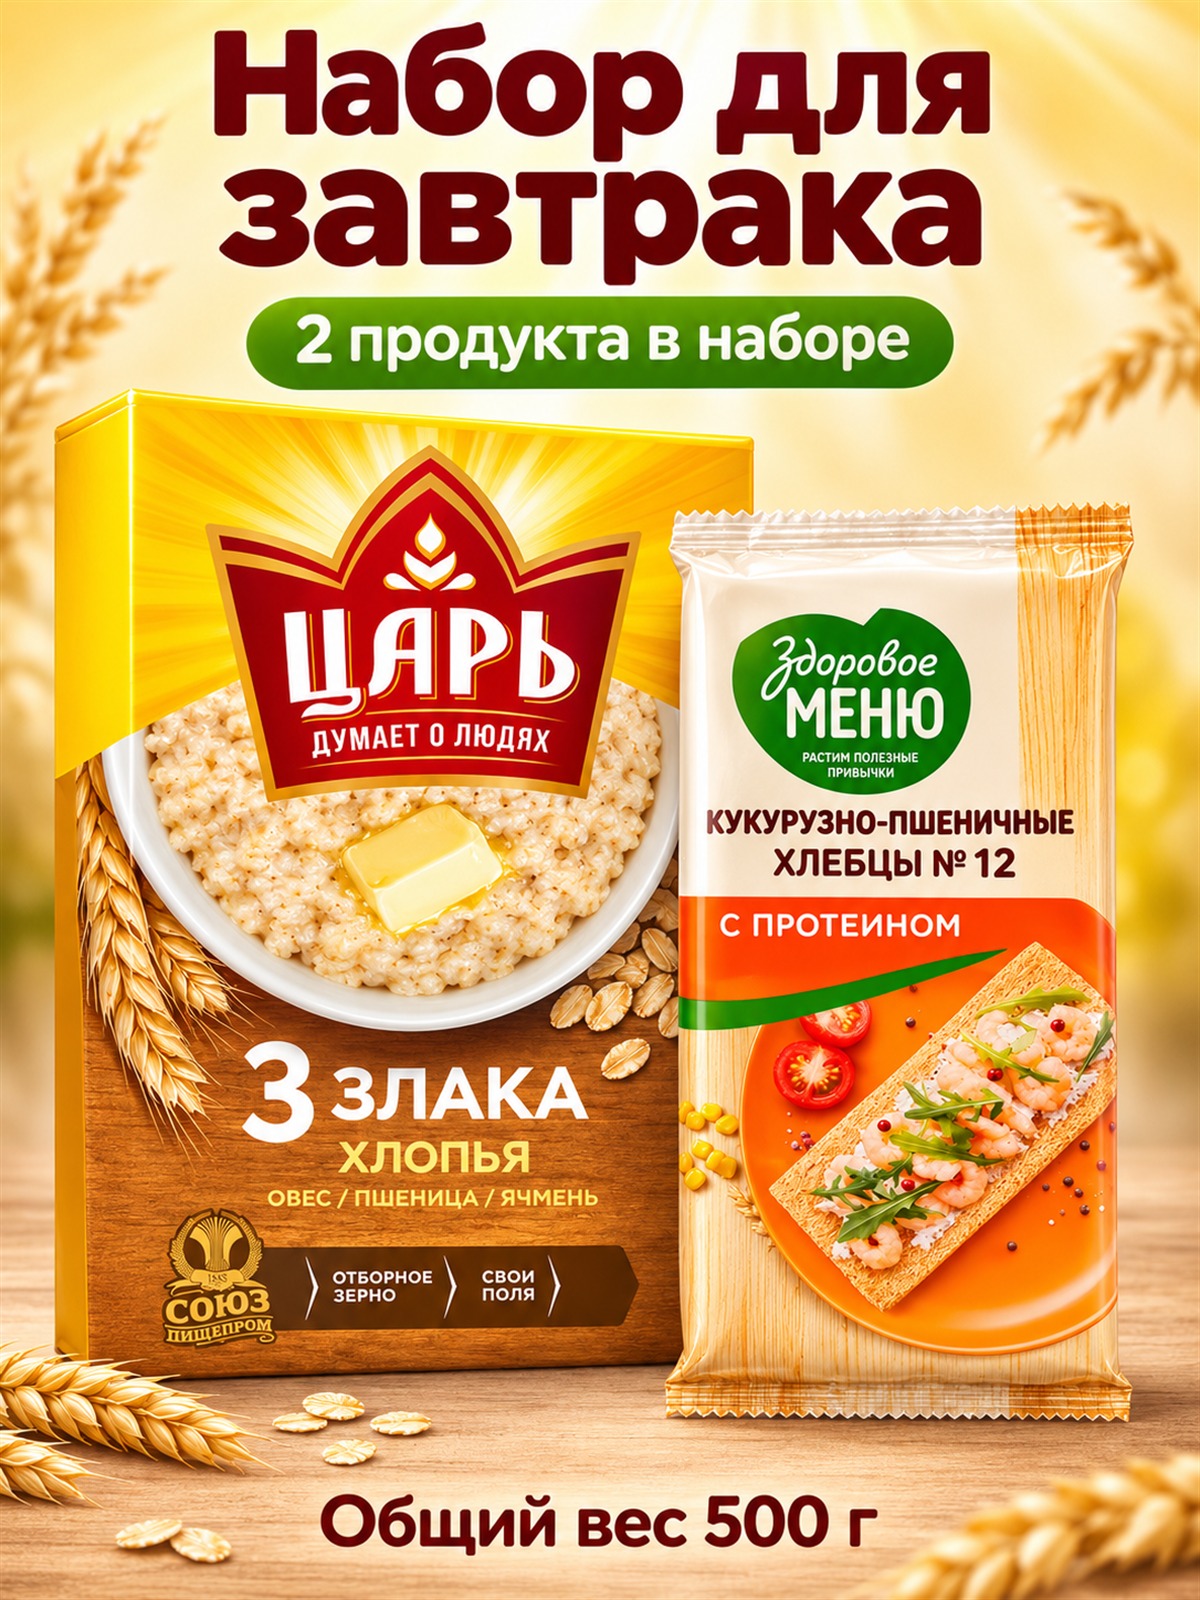 Набор для
завтрака
2 продукта в наборе
ЦАРЬ
ДУМАЕТ О ЛЮДЯХ
3 ЗЛАКА
ХЛОПЬЯ
ОВЕС / ПШЕНИЦА / ЯЧМЕНЬ
СОЮЗ
ПИЩЕПРОМ
ОТБОРНОЕ
ЗЕРНО
СВОИ
ПОЛЯ
Здоровое
МЕНЮ
РАСТИМ ПОЛЕЗНЫЕ
ПРИВЫЧКИ
КУКУРУЗНО-ПШЕНИЧНЫЕ
ХЛЕБЦЫ № 12
С ПРОТЕИНОМ
Общий вес 500 г